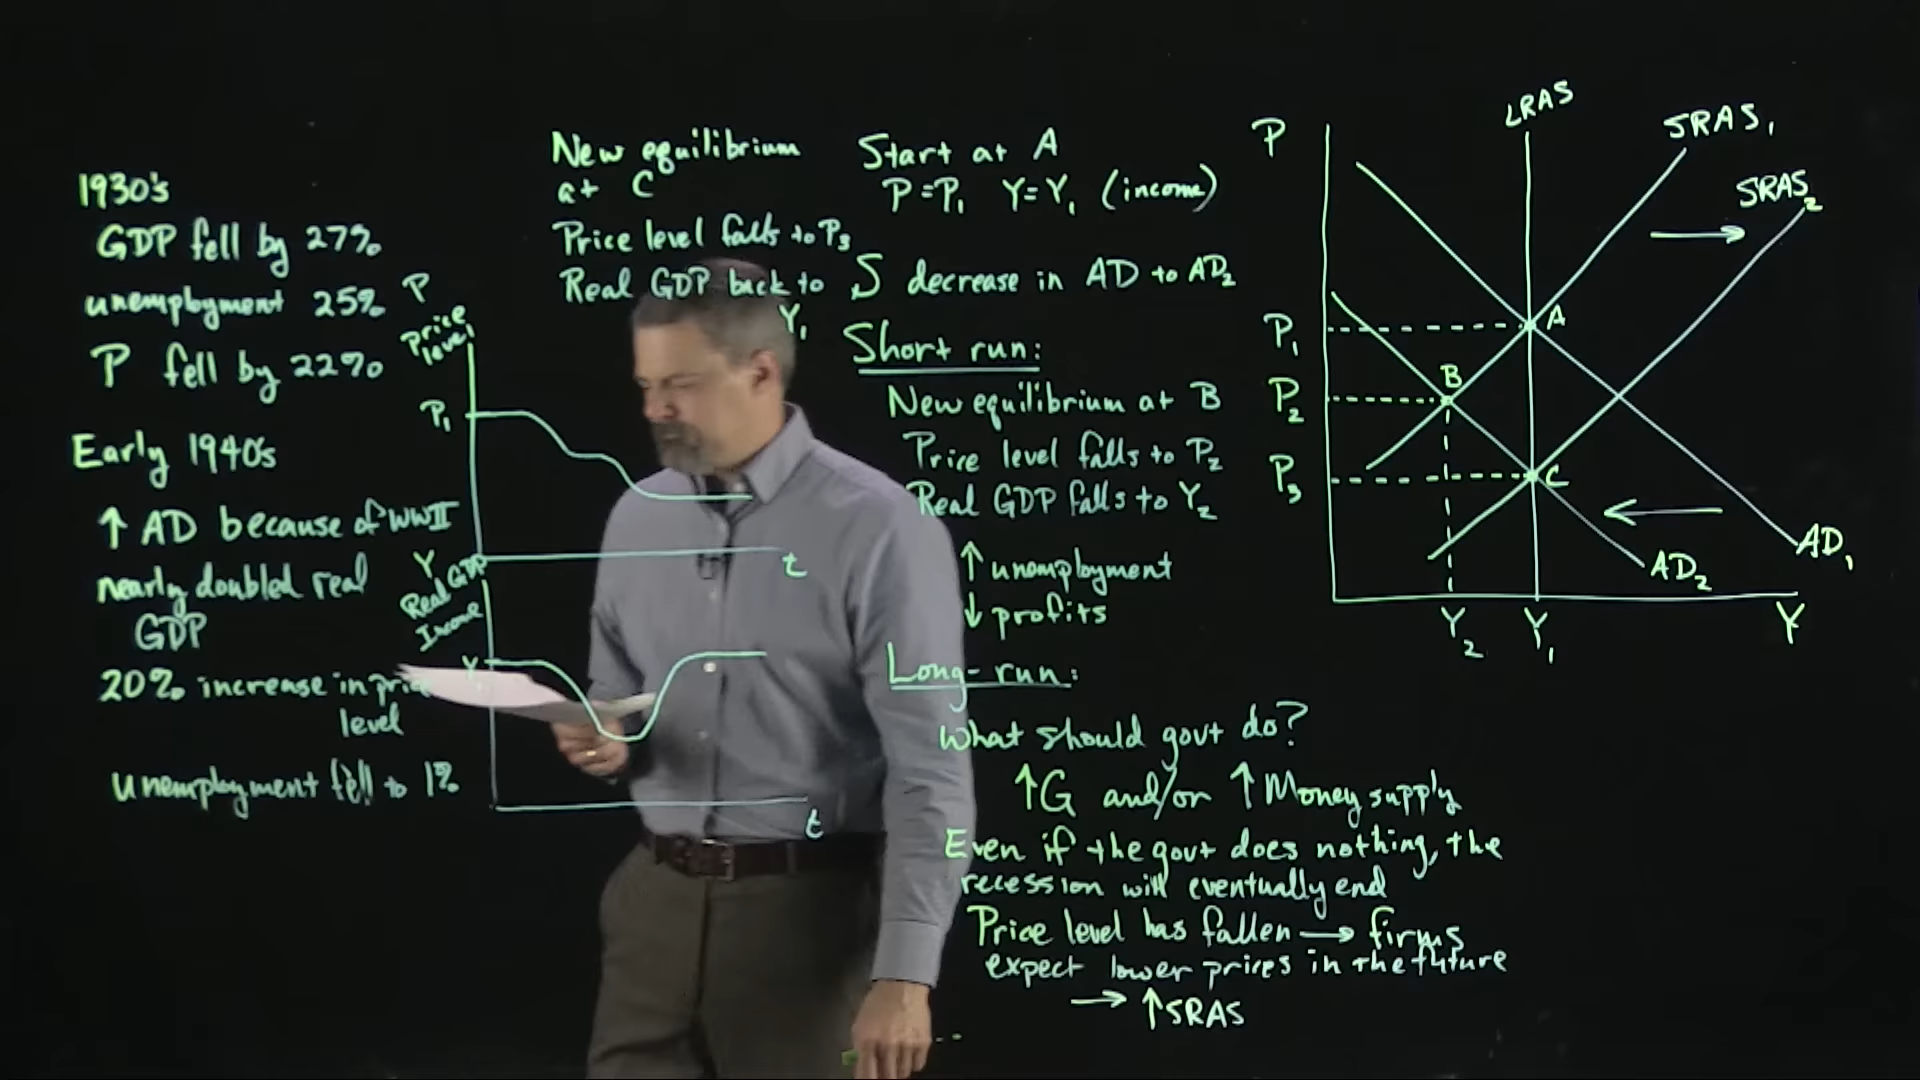 1930's
GDP fell by 27%
unemployment 25%
P fell by 22%
Early 1940's
↑ AD because of WWII
nearly doubled real
GDP
20% increase in price
level
unemployment fell to 1%
New equilibrium
at C
Price level falls to P3
Real GDP back to
Y1
P
Price
level
P1
t
Y
Real GDP
Income
Y1
t
Start at A
P=P1 Y=Y1 (income)
decrease in AD to AD2
Short run:
New equilibrium at B
Price level falls to P2
Real GDP falls to Y2
↑ unemployment
↓ profits
Long-run:
What should govt do?
↑G and/or ↑Money supply
Even if the govt does nothing, the
recession will eventually end
Price level has fallen → firms
expect lower prices in the future
→ ↑SRAS
P
LRAS
SRAS1
SRAS2
P1
A
P2
B
P3
C
AD1
AD2
Y2
Y1
Y